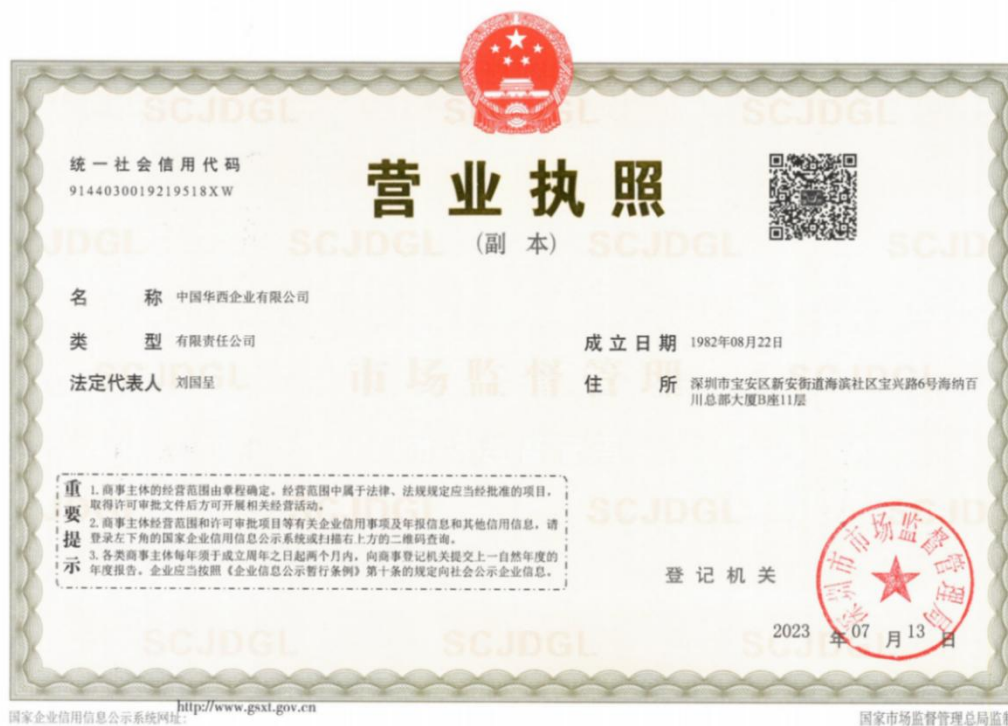 统一社会信用代码
9144030019219518XW
营业执照
(副 本)
名 称 中国华西企业有限公司
类 型 有限责任公司
成立日期 1982年08月22日
法定代表人 刘国呈
住 所 深圳市宝安区新安街道海滨社区宝兴路6号海纳百
川总部大厦B座11层
重要提示
1.商事主体的经营范围由章程确定。经营范围中属于法律、法规规定应当经批准的项目,
取得许可审批文件后方可开展相关经营活动。
2.商事主体经营范围和许可审批项目等有关企业信用事项及年报信息和其他信用信息,请
登录左下角的国家企业信用信息公示系统或扫描右上方的二维码查询。
3.各类商事主体每年须于成立周年之日起两个月内,向商事登记机关提交上一自然年度的
年度报告。企业应当按照《企业信息公示暂行条例》第十条的规定向社会公示企业信息。
登记机关
深圳市市场监督管理局
2023 年 07 月 13 日
国家企业信用信息公示系统网址:
http://www.gsxt.gov.cn
国家市场监督管理总局监
SCJDGL
市场监督管理